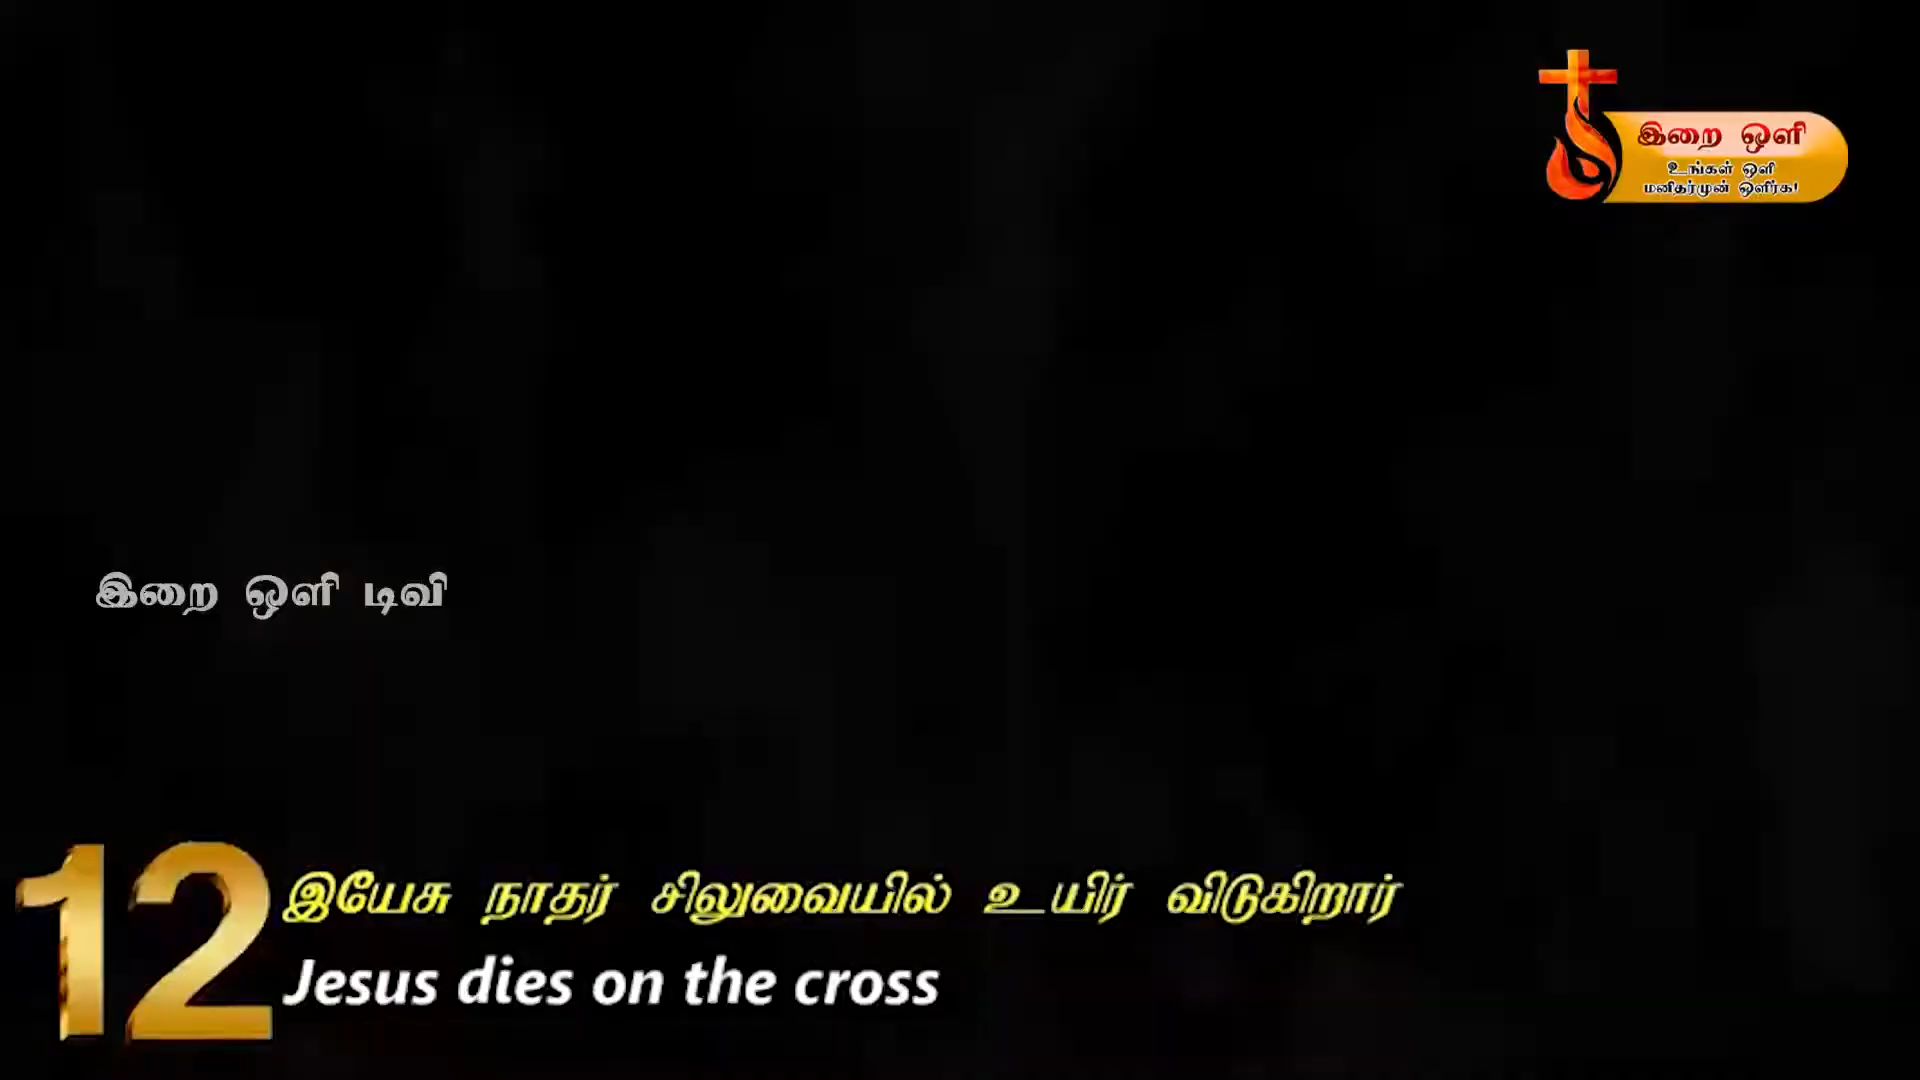 இறை ஒளி
உங்கள் ஒளி
மனிதர்முன் ஒளிர்க!
இறை ஒளி டிவி
12
இயேசு நாதர் சிலுவையில் உயிர் விடுகிறார்
Jesus dies on the cross